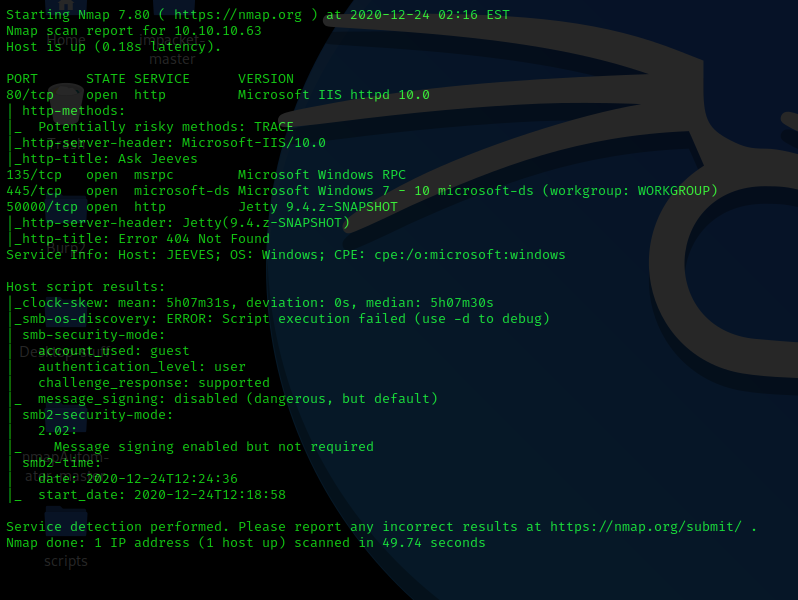 Starting Nmap 7.80 ( https://nmap.org ) at 2020-12-24 02:16 EST
Nmap scan report for 10.10.10.63
Host is up (0.18s latency).
PORT      STATE SERVICE      VERSION
80/tcp    open  http         Microsoft IIS httpd 10.0
| http-methods:
|_  Potentially risky methods: TRACE
|_http-server-header: Microsoft-IIS/10.0
|_http-title: Ask Jeeves
135/tcp   open  msrpc        Microsoft Windows RPC
445/tcp   open  microsoft-ds Microsoft Windows 7 - 10 microsoft-ds (workgroup: WORKGROUP)
50000/tcp open  http         Jetty 9.4.z-SNAPSHOT
|_http-server-header: Jetty(9.4.z-SNAPSHOT)
|_http-title: Error 404 Not Found
Service Info: Host: JEEVES; OS: Windows; CPE: cpe:/o:microsoft:windows
Host script results:
|_clock-skew: mean: 5h07m31s, deviation: 0s, median: 5h07m30s
|_smb-os-discovery: ERROR: Script execution failed (use -d to debug)
| smb-security-mode:
|   account_used: guest
|   authentication_level: user
|   challenge_response: supported
|_  message_signing: disabled (dangerous, but default)
| smb2-security-mode:
|   2.02:
|_    Message signing enabled but not required
| smb2-time:
|   date: 2020-12-24T12:24:36
|_  start_date: 2020-12-24T12:18:58
Service detection performed. Please report any incorrect results at https://nmap.org/submit/ .
Nmap done: 1 IP address (1 host up) scanned in 49.74 seconds
Home
master
scripts